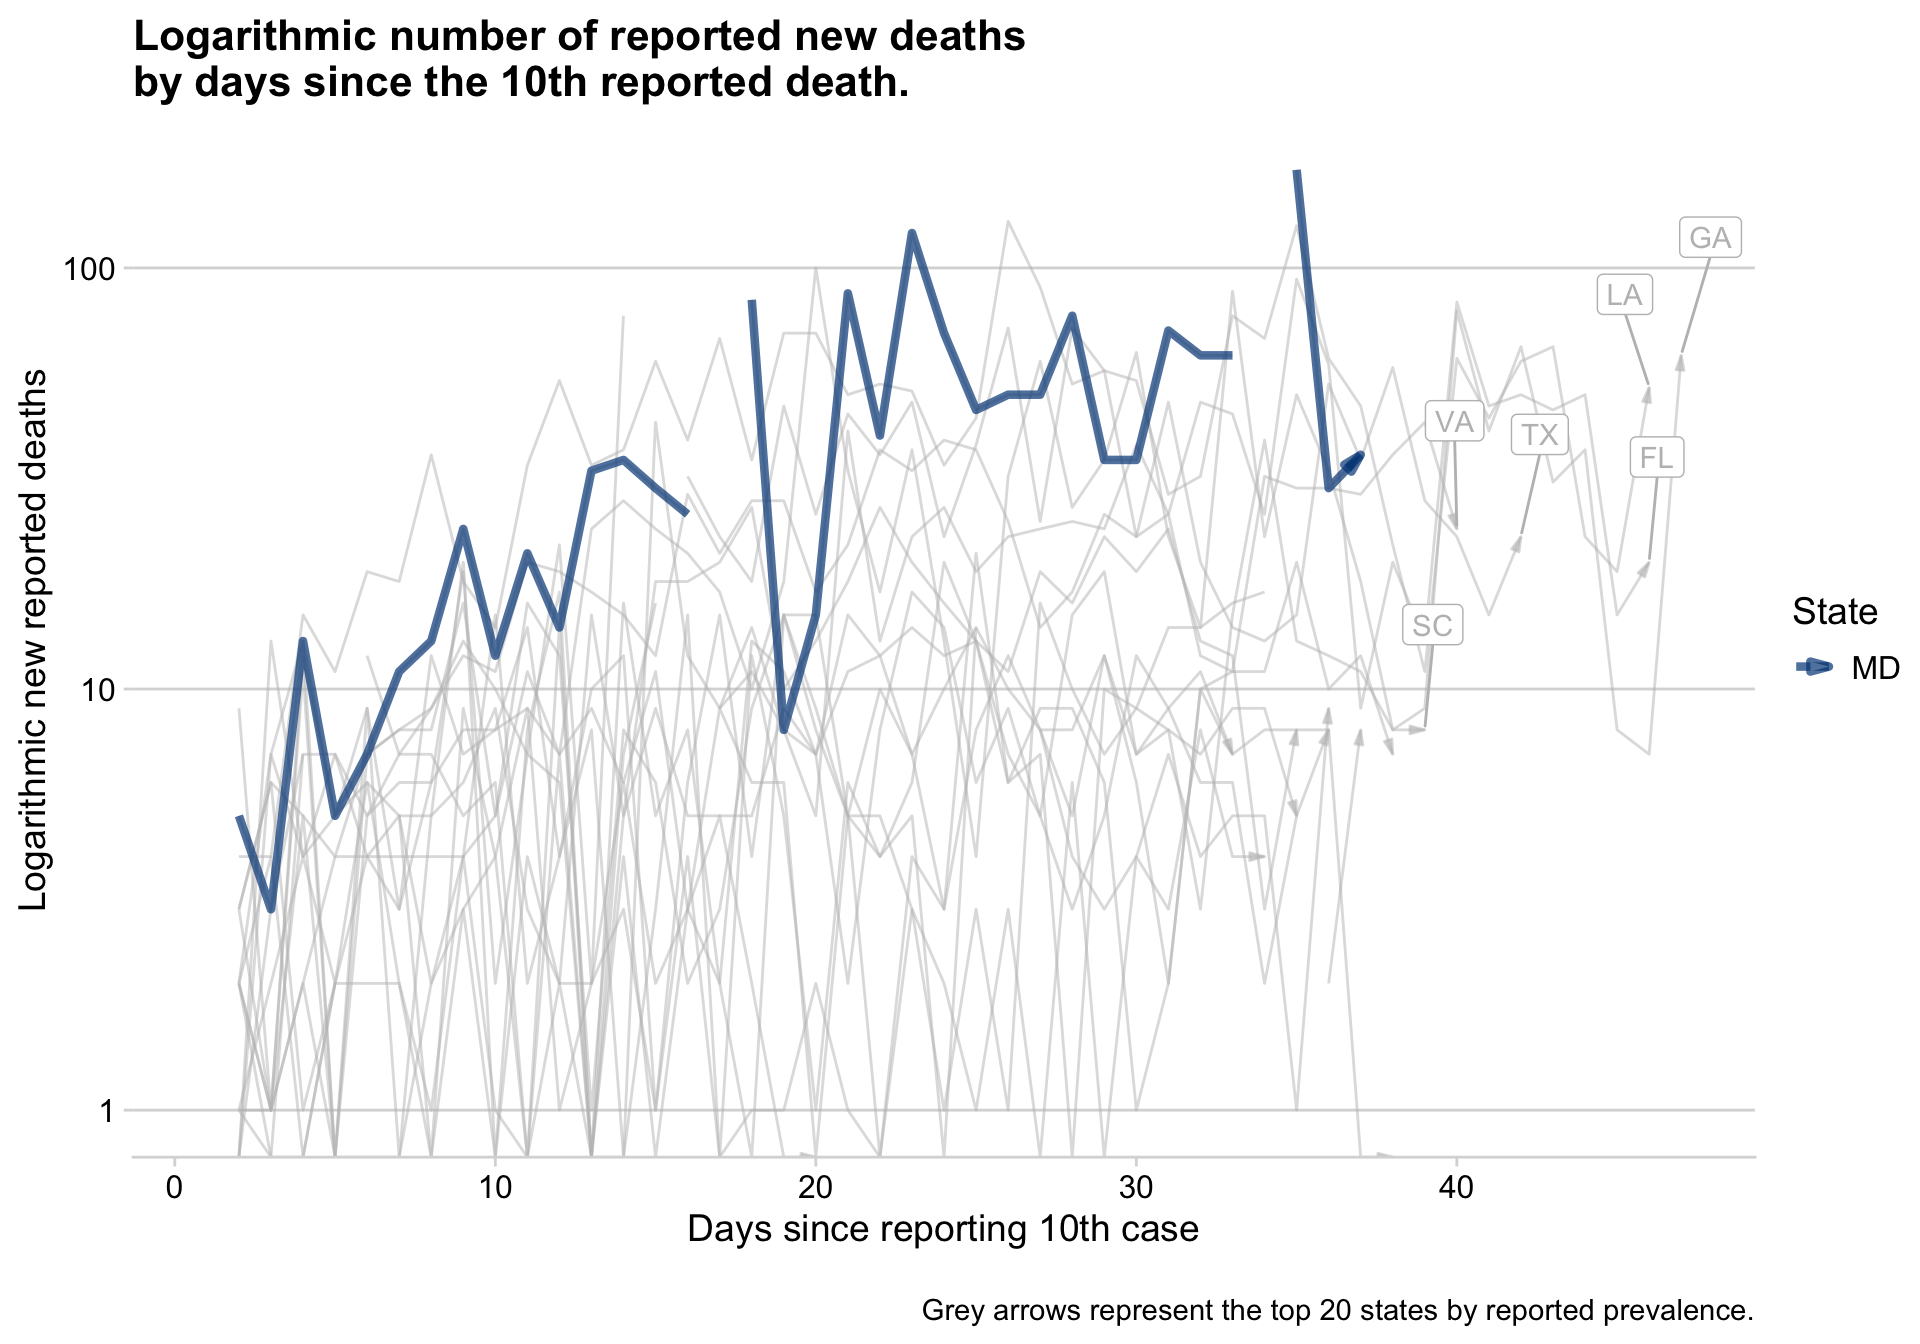 Logarithmic number of reported new deaths
by days since the 10th reported death.
Logarithmic new reported deaths
100
10
1
GA
LA
VA
TX
FL
SC
State
MD
0 10 20 30 40
Days since reporting 10th case
Grey arrows represent the top 20 states by reported prevalence.